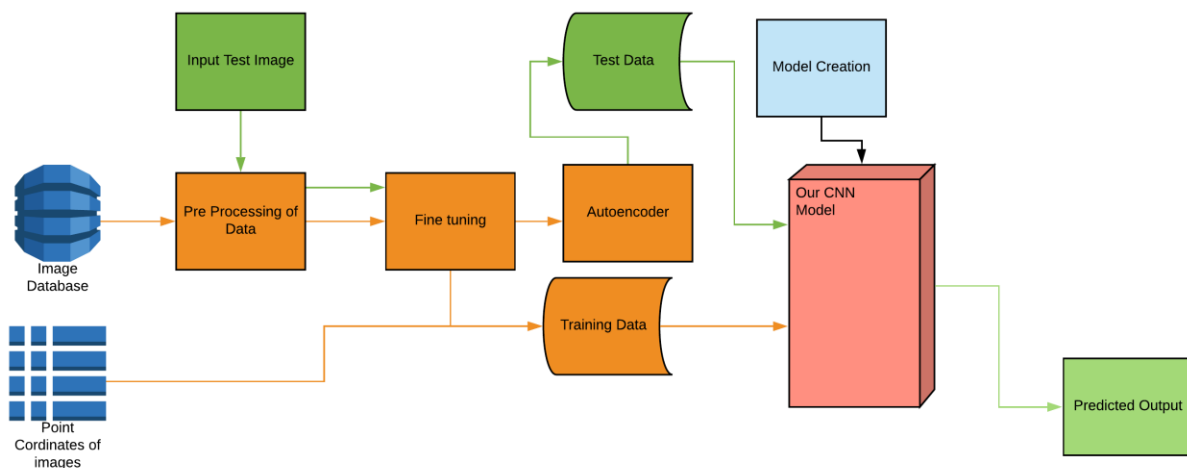 Input Test Image
Test Data
Model Creation
Pre Processing of
Data
Fine tuning
Autoencoder
Our CNN
Model
Image
Database
Training Data
Point
Cordinates of
images
Predicted Output